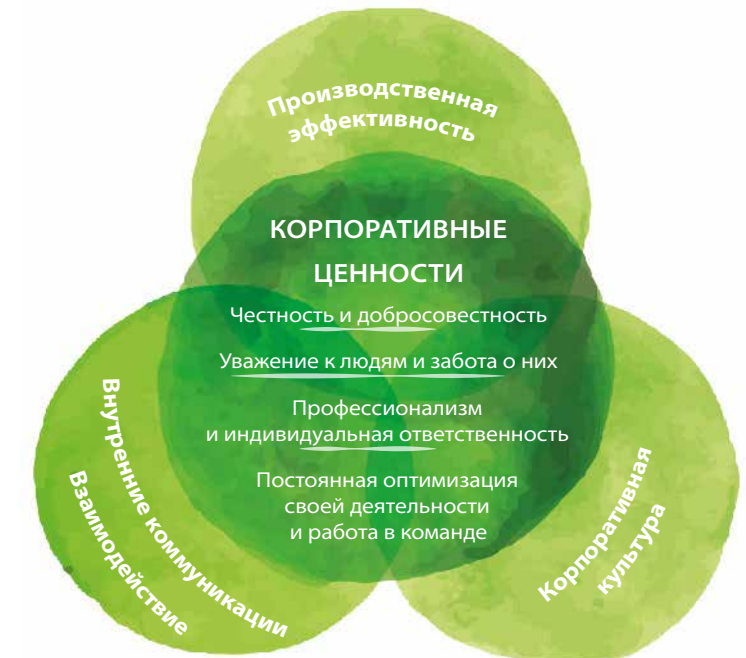 Производственная
эффективность
КОРПОРАТИВНЫЕ
ЦЕННОСТИ
Честность и добросовестность
Уважение к людям и забота о них
Профессионализм
и индивидуальная ответственность
Постоянная оптимизация
своей деятельности
и работа в команде
Внутренние коммуникации
Взаимодействие
Корпоративная
культура